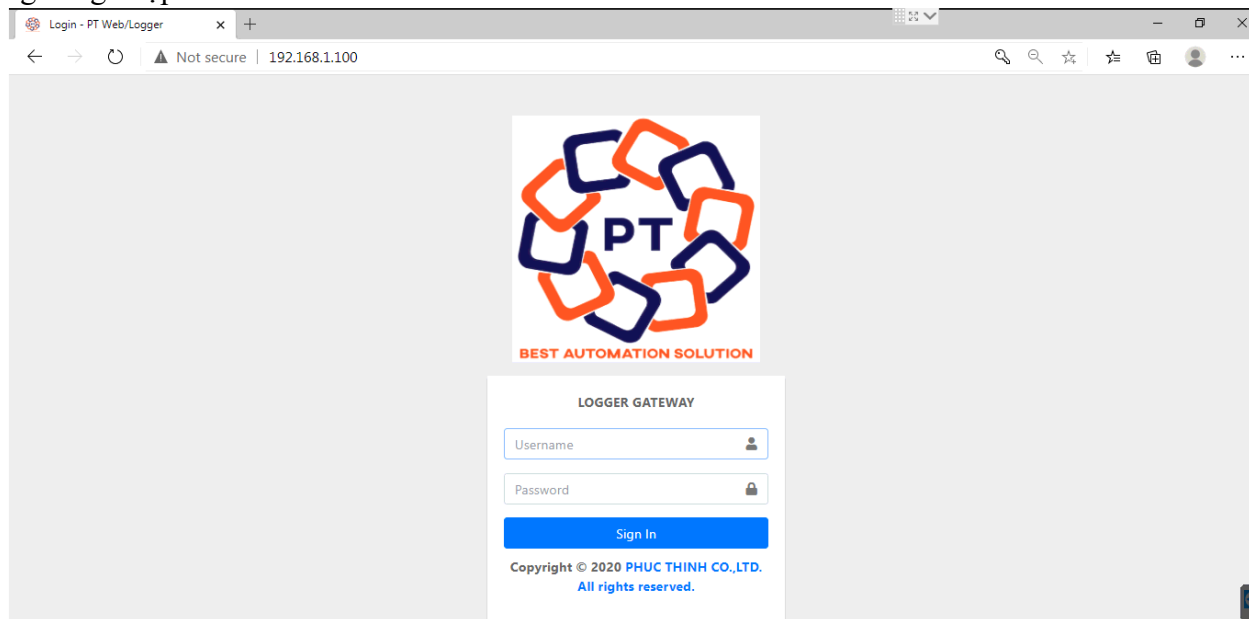 Login - PT Web/Logger
Not secure | 192.168.1.100
PT
BEST AUTOMATION SOLUTION
LOGGER GATEWAY
Username
Password
Sign In
Copyright © 2020 PHUC THINH CO.,LTD.
All rights reserved.